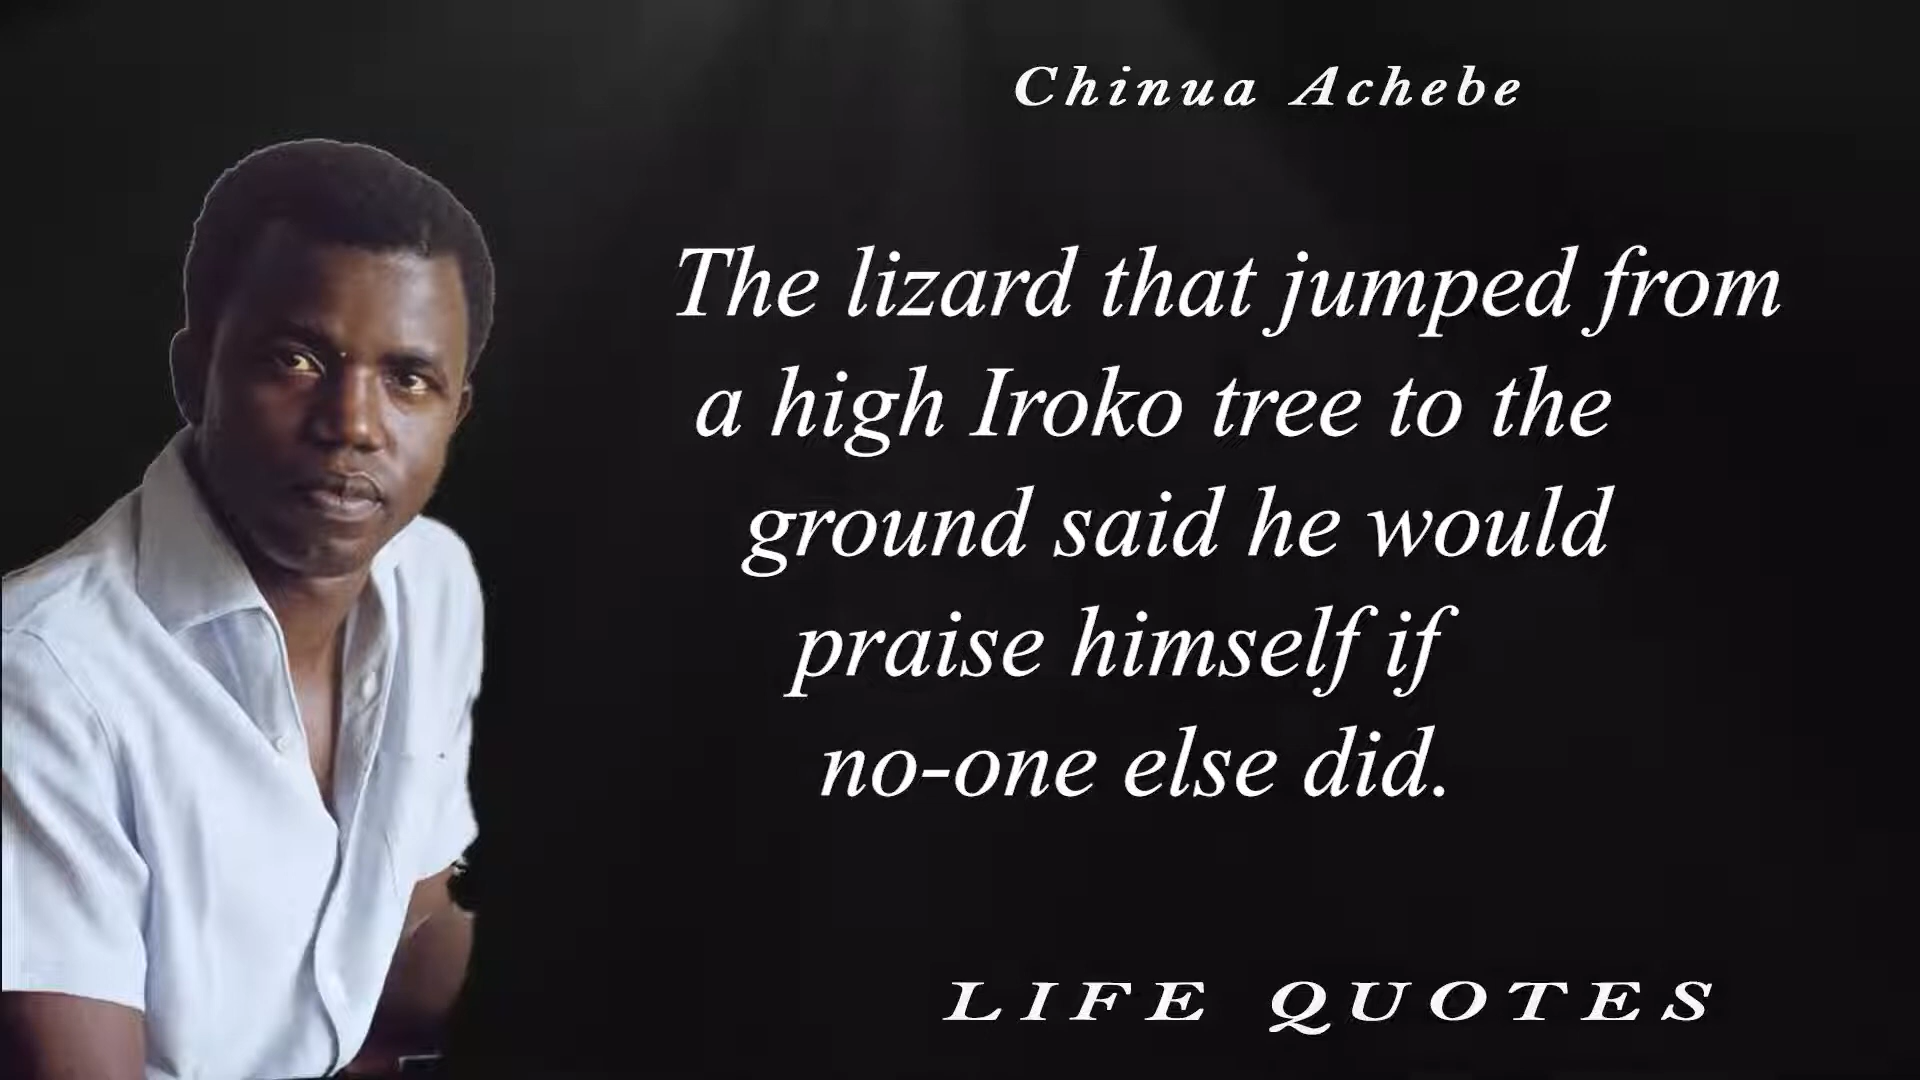 Chinua Achebe
The lizard that jumped from
a high Iroko tree to the
ground said he would
praise himself if
no-one else did.
LIFE QUOTES